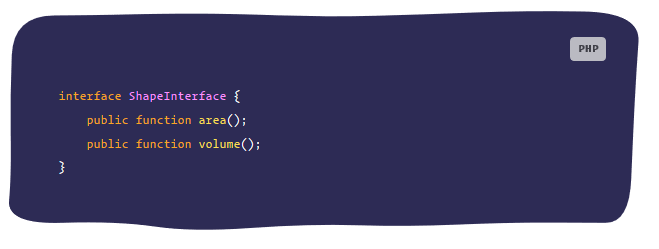 PHP
interface ShapeInterface {
    public function area();
    public function volume();
}